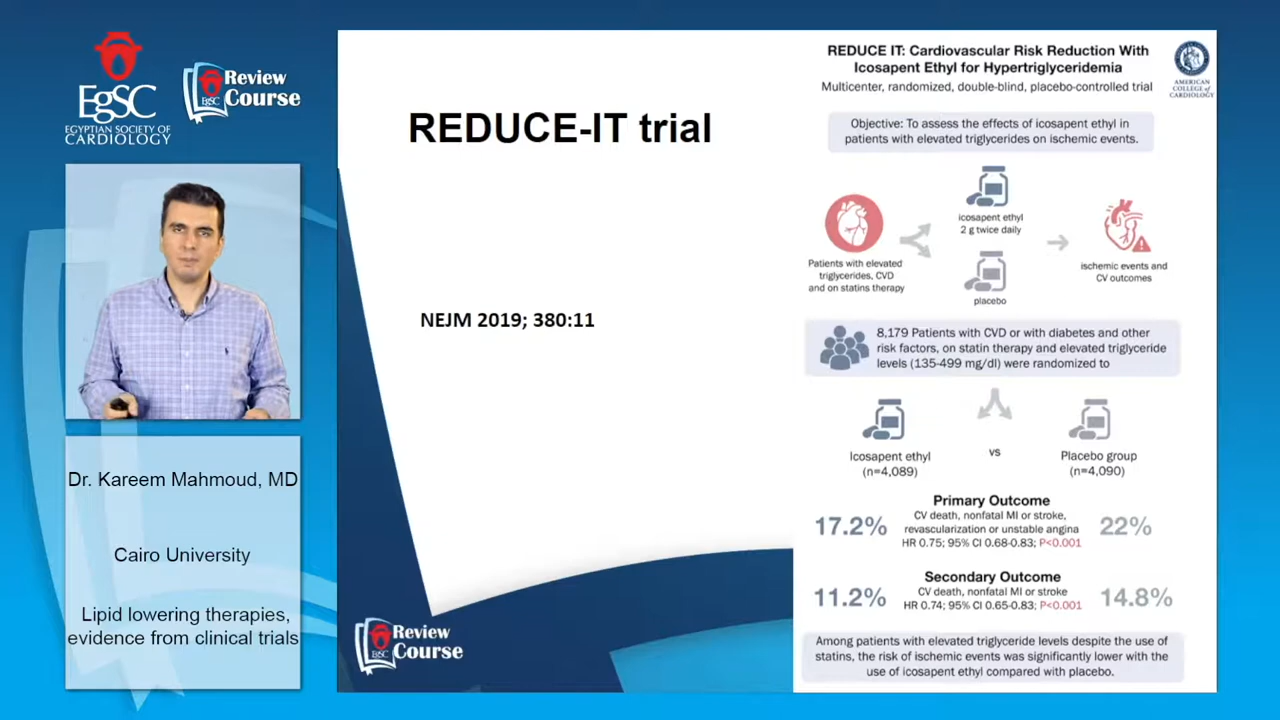 EgSC
EGYPTIAN SOCIETY OF
CARDIOLOGY
EgSC
Review
Course
Dr. Kareem Mahmoud, MD
Cairo University
Lipid lowering therapies,
evidence from clinical trials
REDUCE-IT trial
NEJM 2019; 380:11
Review
Course
REDUCE IT: Cardiovascular Risk Reduction With
Icosapent Ethyl for Hypertriglyceridemia
Multicenter, randomized, double-blind, placebo-controlled trial
AMERICAN
COLLEGE of
CARDIOLOGY
Objective: To assess the effects of icosapent ethyl in
patients with elevated triglycerides on ischemic events.
Patients with elevated
triglycerides, CVD
and on statins therapy
icosapent ethyl
2 g twice daily
placebo
ischemic events and
CV outcomes
8,179 Patients with CVD or with diabetes and other
risk factors, on statin therapy and elevated triglyceride
levels (135-499 mg/dl) were randomized to
Icosapent ethyl
(n=4,089)
vs
Placebo group
(n=4,090)
Primary Outcome
17.2%
CV death, nonfatal MI or stroke,
revascularization or unstable angina
HR 0.75; 95% CI 0.68-0.83; P<0.001
22%
Secondary Outcome
11.2%
CV death, nonfatal MI or stroke
HR 0.74; 95% CI 0.65-0.83; P<0.001
14.8%
Among patients with elevated triglyceride levels despite the use of
statins, the risk of ischemic events was significantly lower with the
use of icosapent ethyl compared with placebo.